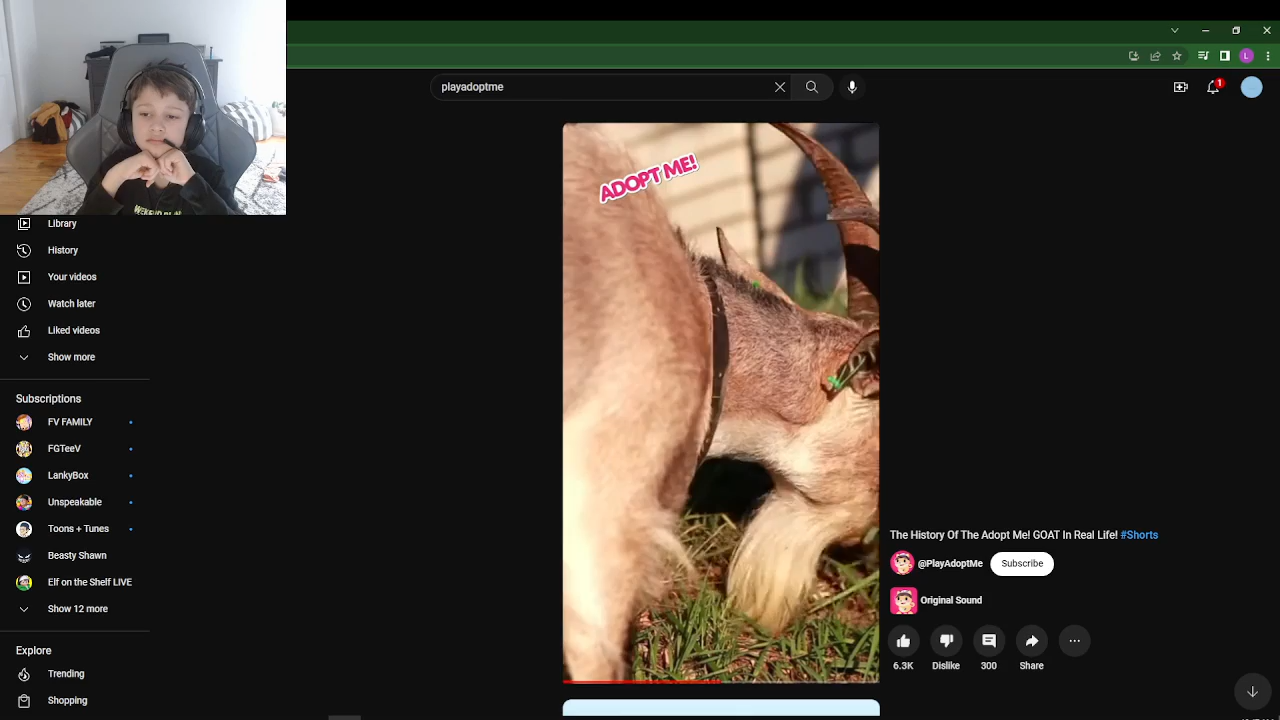 playadoptme
ADOPT ME!
Library
History
Your videos
Watch later
Liked videos
Show more
Subscriptions
FV FAMILY
FGTeeV
LankyBox
Unspeakable
Toons + Tunes
Beasty Shawn
Elf on the Shelf LIVE
Show 12 more
Explore
Trending
Shopping
The History Of The Adopt Me! GOAT In Real Life! #Shorts
@PlayAdoptMe Subscribe
Original Sound
6.3K Dislike 300 Share
1
L